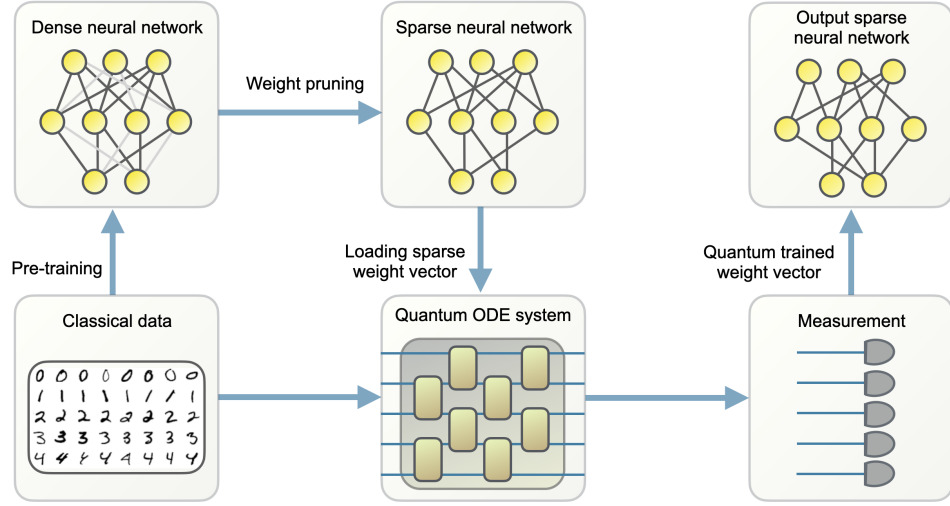 Dense neural network
Weight pruning
Sparse neural network
Output sparse
neural network
Pre-training
Loading sparse
weight vector
Quantum trained
weight vector
Classical data
0 0 0 0 0 0 0 0
1 1 1 1 1 1 1 1
2 2 2 2 2 2 2 2
3 3 3 3 3 3 3 3
4 4 4 4 4 4 4 4
Quantum ODE system
Measurement